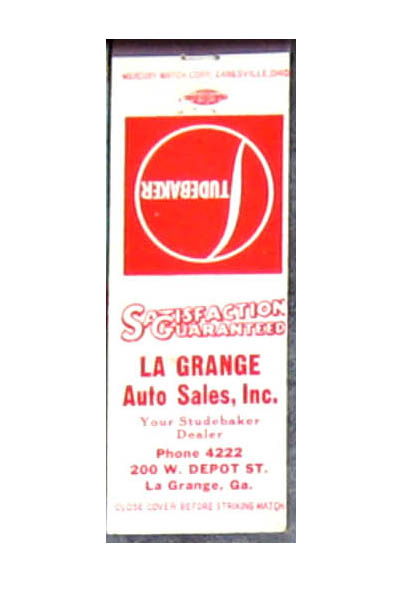 MERCURY MATCH CORP., ZANESVILLE, OHIO
STUDEBAKER
SATISFACTION
GUARANTEED
LA GRANGE
Auto Sales, Inc.
Your Studebaker
Dealer
Phone 4222
200 W. DEPOT ST.
La Grange, Ga.
CLOSE COVER BEFORE STRIKING MATCH